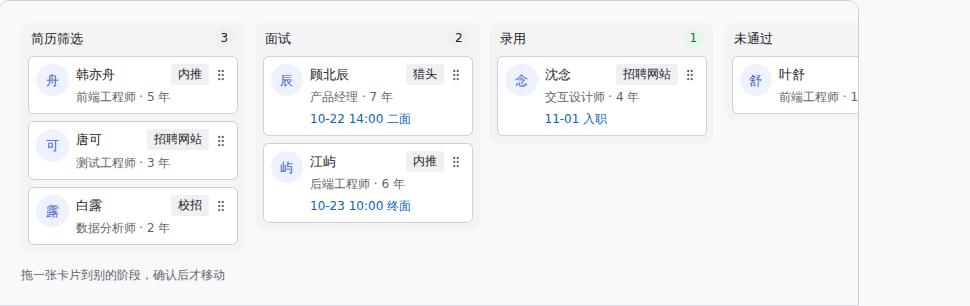 简历筛选 3
舟 韩亦舟 内推
前端工程师 · 5 年
可 唐可 招聘网站
测试工程师 · 3 年
露 白露 校招
数据分析师 · 2 年
面试 2
辰 顾北辰 猎头
产品经理 · 7 年
10-22 14:00 二面
屿 江屿 内推
后端工程师 · 6 年
10-23 10:00 终面
录用 1
念 沈念 招聘网站
交互设计师 · 4 年
11-01 入职
未通过
舒 叶舒
前端工程师 · 1
拖一张卡片到别的阶段，确认后才移动